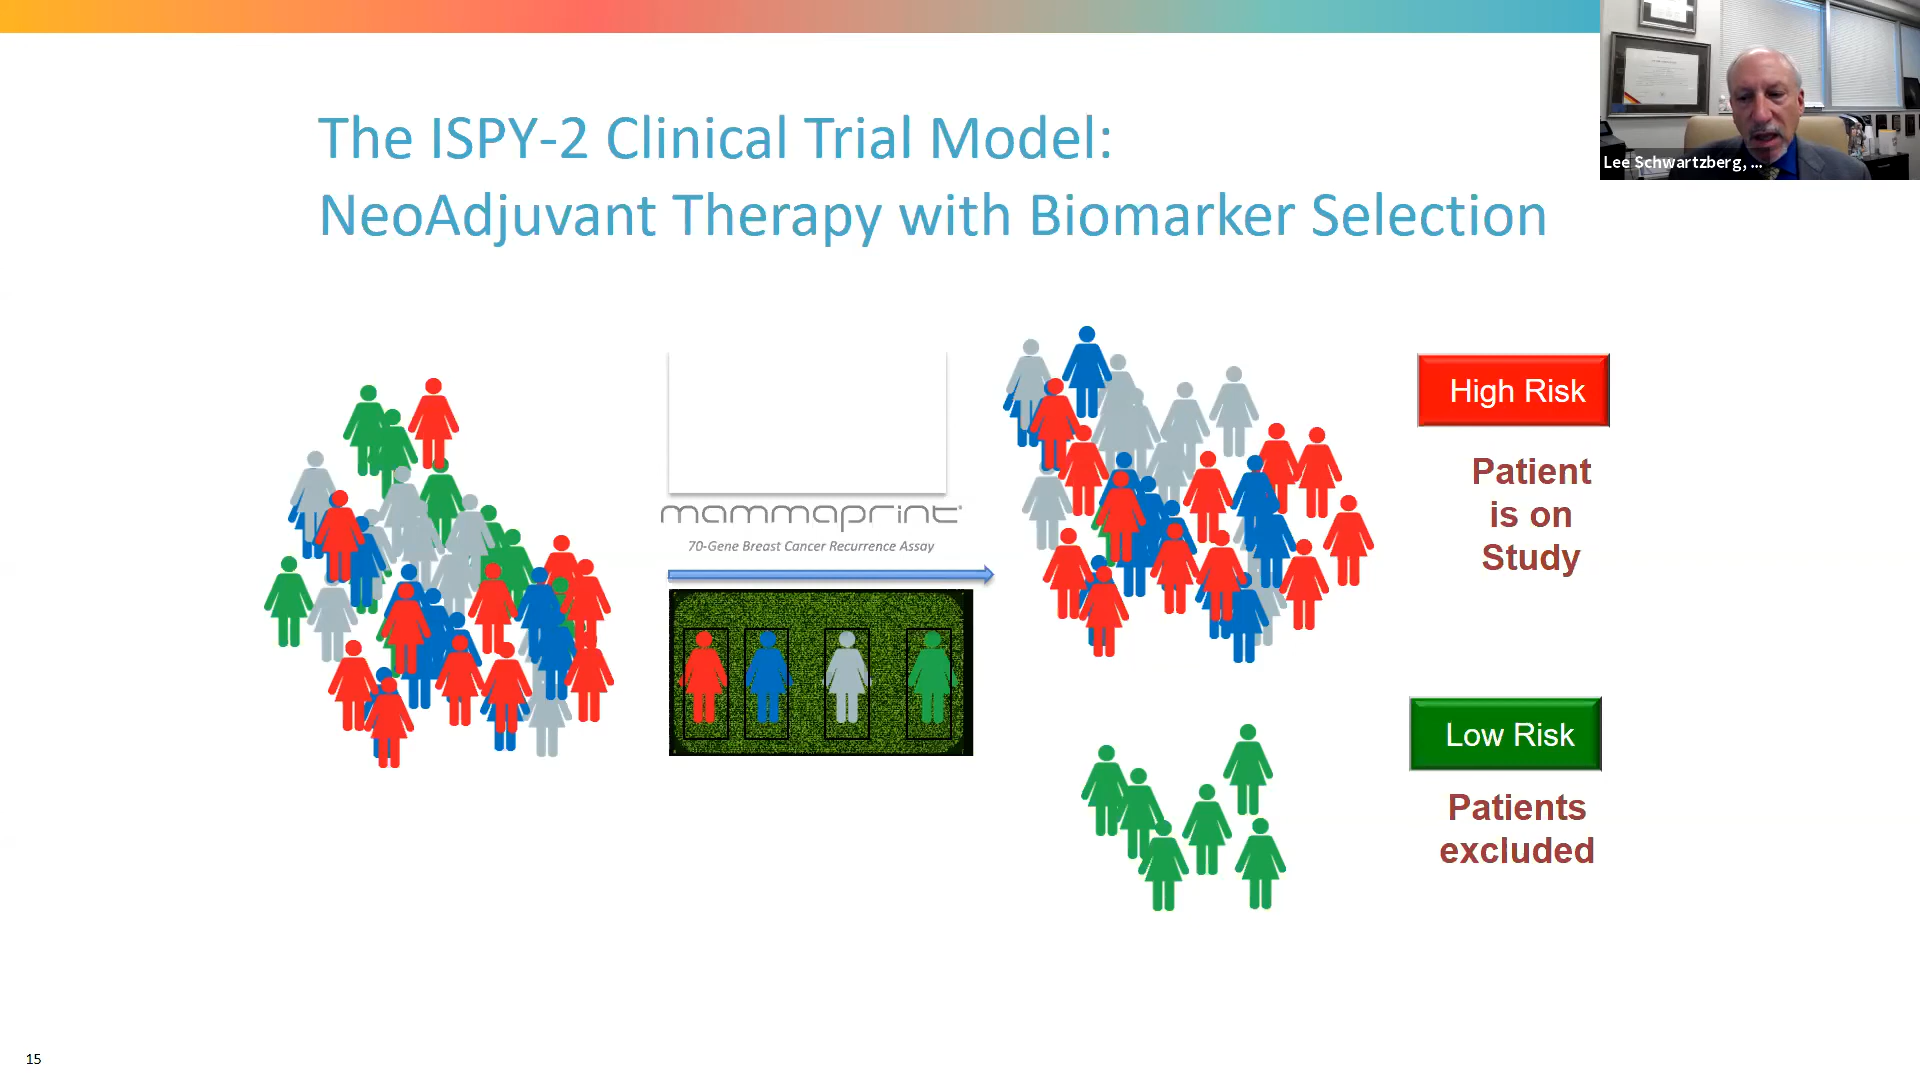 The ISPY-2 Clinical Trial Model:
NeoAdjuvant Therapy with Biomarker Selection
Lee Schwartzberg, ...
mammaprint
70-Gene Breast Cancer Recurrence Assay
High Risk
Patient
is on
Study
Low Risk
Patients
excluded
15